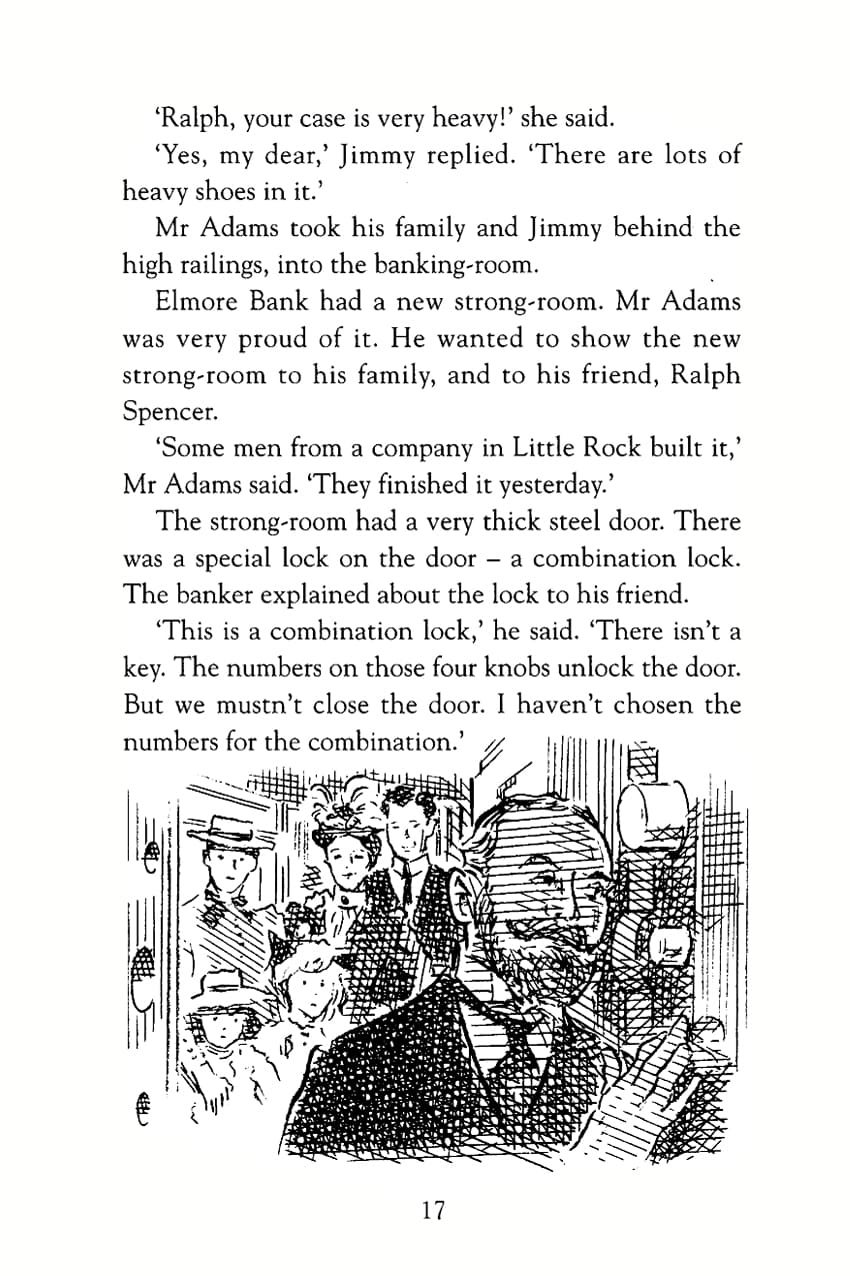 ‘Ralph, your case is very heavy!’ she said.
‘Yes, my dear,’ Jimmy replied. ‘There are lots of
heavy shoes in it.’
Mr Adams took his family and Jimmy behind the
high railings, into the banking-room.
Elmore Bank had a new strong-room. Mr Adams
was very proud of it. He wanted to show the new
strong-room to his family, and to his friend, Ralph
Spencer.
‘Some men from a company in Little Rock built it,’
Mr Adams said. ‘They finished it yesterday.’
The strong-room had a very thick steel door. There
was a special lock on the door – a combination lock.
The banker explained about the lock to his friend.
‘This is a combination lock,’ he said. ‘There isn’t a
key. The numbers on those four knobs unlock the door.
But we mustn’t close the door. I haven’t chosen the
numbers for the combination.’
17